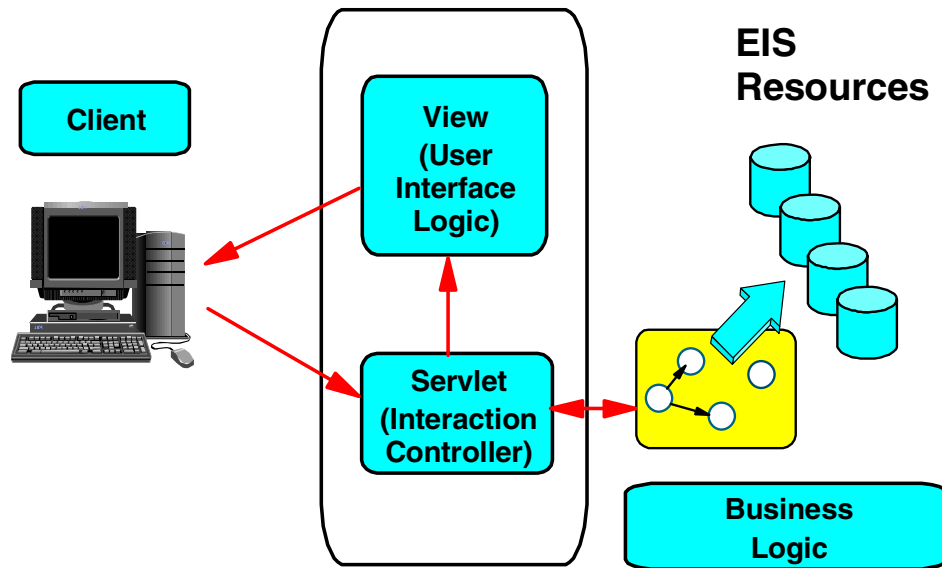 Client
View
(User
Interface
Logic)
Servlet
(Interaction
Controller)
EIS
Resources
Business
Logic